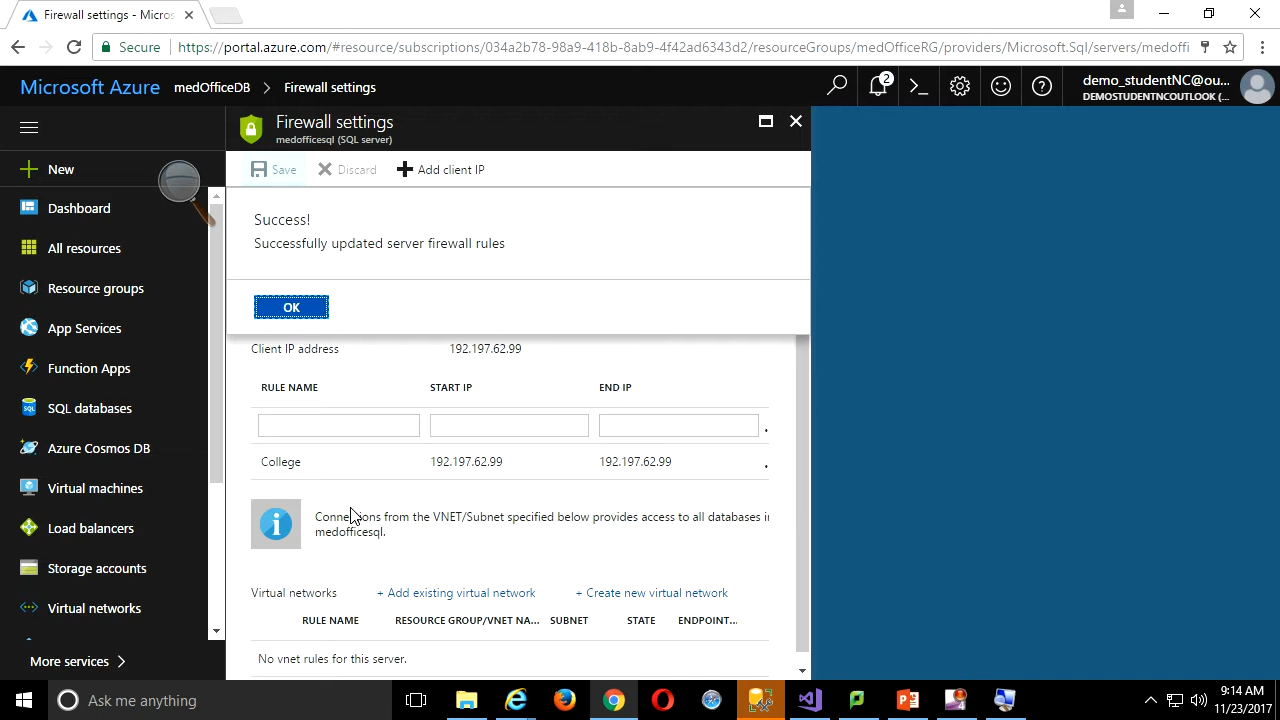 Firewall settings - Micros
Secure
https://portal.azure.com/#resource/subscriptions/034a2b78-98a9-418b-8ab9-4f42ad6343d2/resourceGroups/medOfficeRG/providers/Microsoft.Sql/servers/medoffi
Microsoft Azure medOfficeDB > Firewall settings
2
demo_studentNC@ou...
DEMOSTUDENTNCOUTLOOK (...
Firewall settings
medofficesql (SQL server)
New
Dashboard
All resources
Resource groups
App Services
Function Apps
SQL databases
Azure Cosmos DB
Virtual machines
Load balancers
Storage accounts
Virtual networks
More services >
Save Discard Add client IP
Success!
Successfully updated server firewall rules
OK
Client IP address 192.197.62.99
RULE NAME START IP END IP
College 192.197.62.99 192.197.62.99
Connections from the VNET/Subnet specified below provides access to all databases in
medofficesql.
Virtual networks + Add existing virtual network + Create new virtual network
RULE NAME RESOURCE GROUP/VNET NA... SUBNET STATE ENDPOINT...
No vnet rules for this server.
Ask me anything
9:14 AM
11/23/2017